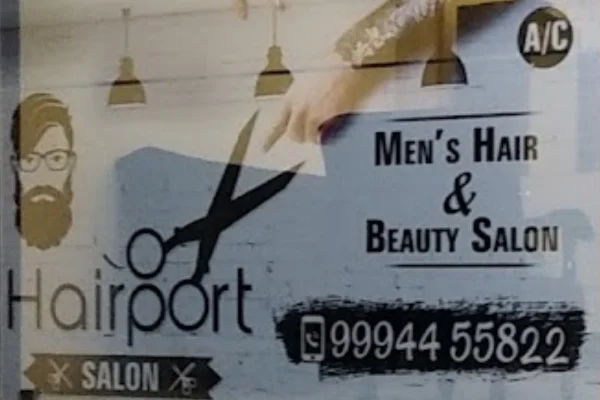 A/C
MEN'S HAIR
&
BEAUTY SALON
Hairport
SALON
99944 55822